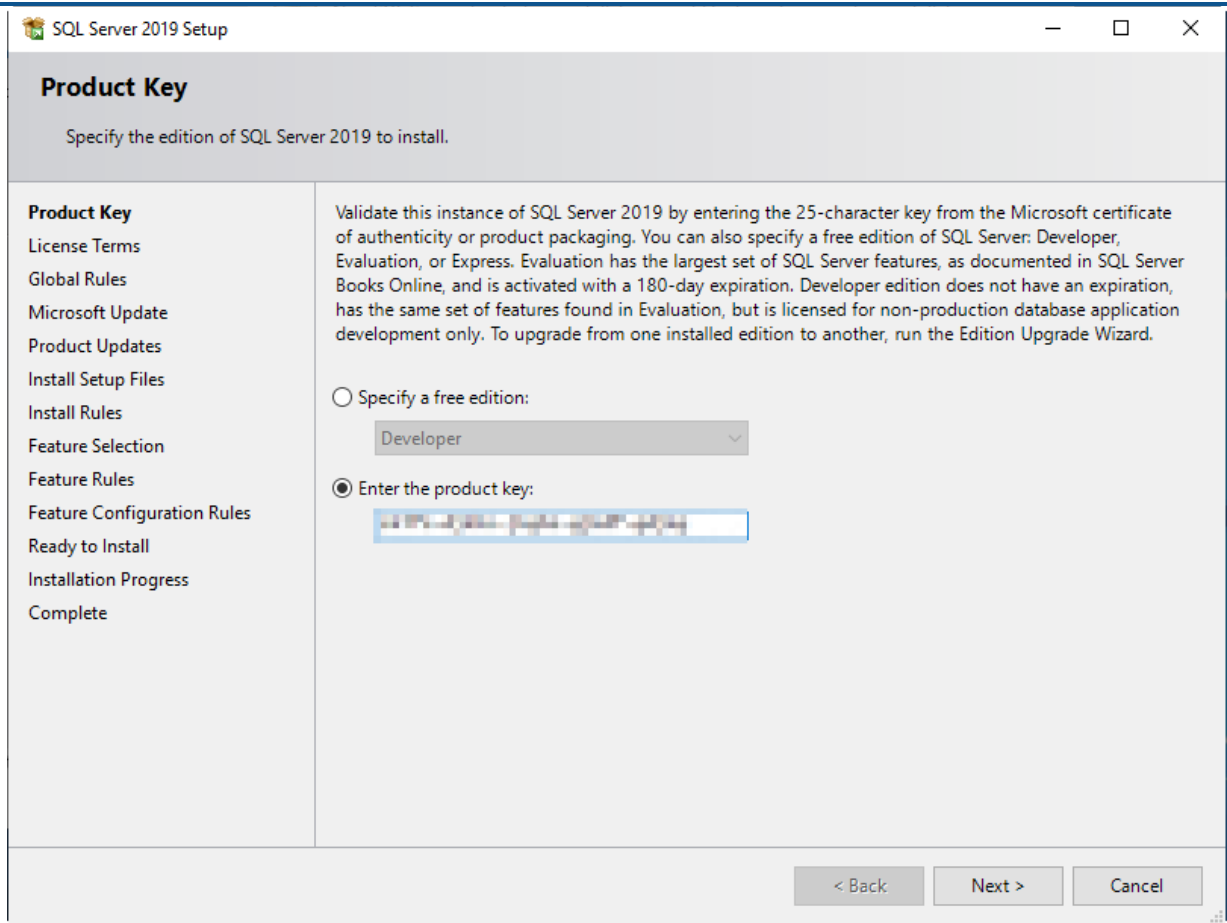 SQL Server 2019 Setup
Product Key
Specify the edition of SQL Server 2019 to install.
Product Key
License Terms
Global Rules
Microsoft Update
Product Updates
Install Setup Files
Install Rules
Feature Selection
Feature Rules
Feature Configuration Rules
Ready to Install
Installation Progress
Complete
Validate this instance of SQL Server 2019 by entering the 25-character key from the Microsoft certificate
of authenticity or product packaging. You can also specify a free edition of SQL Server: Developer,
Evaluation, or Express. Evaluation has the largest set of SQL Server features, as documented in SQL Server
Books Online, and is activated with a 180-day expiration. Developer edition does not have an expiration,
has the same set of features found in Evaluation, but is licensed for non-production database application
development only. To upgrade from one installed edition to another, run the Edition Upgrade Wizard.
Specify a free edition:
Developer
Enter the product key:
< Back
Next >
Cancel